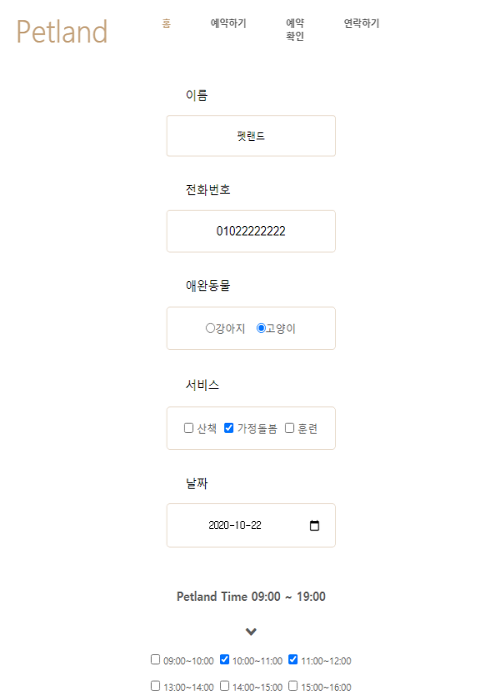 Petland
홈 예약하기 예약 연락하기
확인
이름
펫랜드
전화번호
01022222222
애완동물
강아지 고양이
서비스
산책 가정돌봄 훈련
날짜
2020-10-22
Petland Time 09:00 ~ 19:00
09:00~10:00 10:00~11:00 11:00~12:00
13:00~14:00 14:00~15:00 15:00~16:00